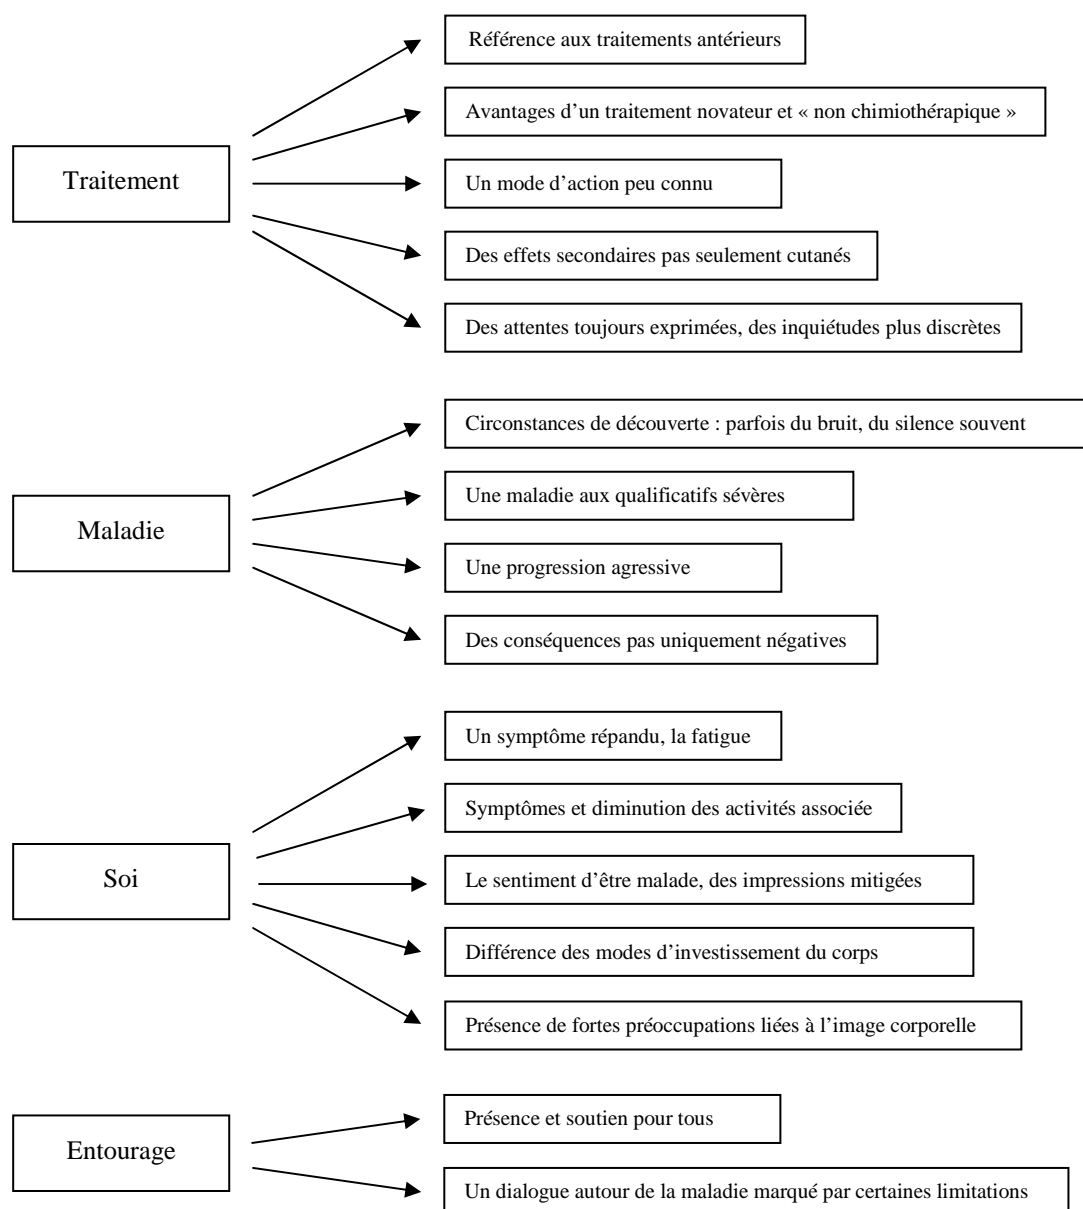 Traitement
Référence aux traitements antérieurs
Avantages d’un traitement novateur et « non chimiothérapique »
Un mode d’action peu connu
Des effets secondaires pas seulement cutanés
Des attentes toujours exprimées, des inquiétudes plus discrètes
Maladie
Circonstances de découverte : parfois du bruit, du silence souvent
Une maladie aux qualificatifs sévères
Une progression agressive
Des conséquences pas uniquement négatives
Soi
Un symptôme répandu, la fatigue
Symptômes et diminution des activités associée
Le sentiment d’être malade, des impressions mitigées
Différence des modes d’investissement du corps
Présence de fortes préoccupations liées à l’image corporelle
Entourage
Présence et soutien pour tous
Un dialogue autour de la maladie marqué par certaines limitations